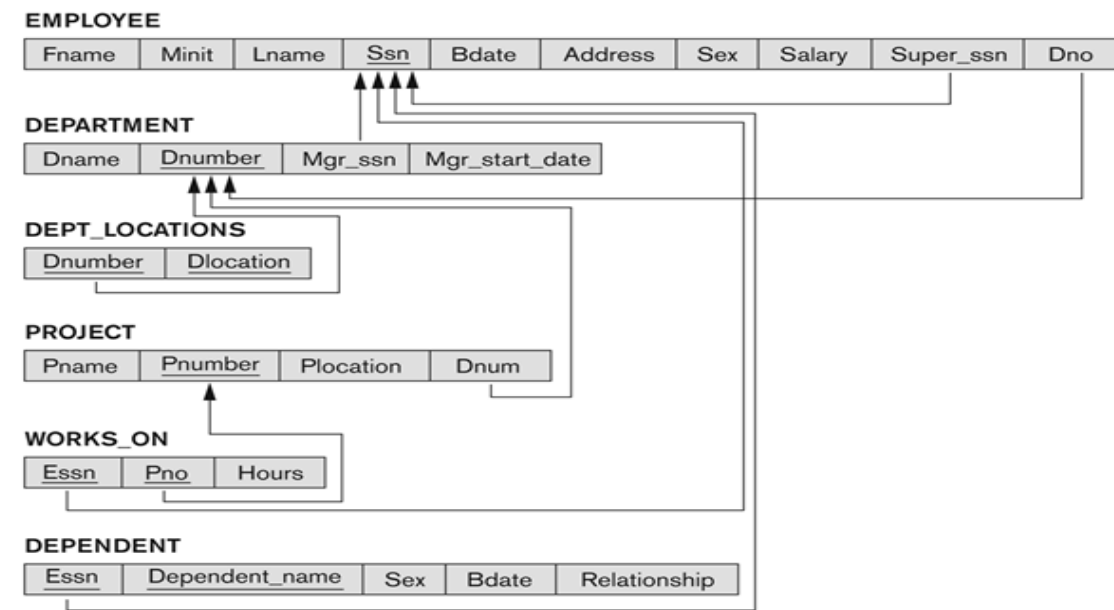 EMPLOYEE
Fname Minit Lname Ssn Bdate Address Sex Salary Super_ssn Dno
DEPARTMENT
Dname Dnumber Mgr_ssn Mgr_start_date
DEPT_LOCATIONS
Dnumber Dlocation
PROJECT
Pname Pnumber Plocation Dnum
WORKS_ON
Essn Pno Hours
DEPENDENT
Essn Dependent_name Sex Bdate Relationship